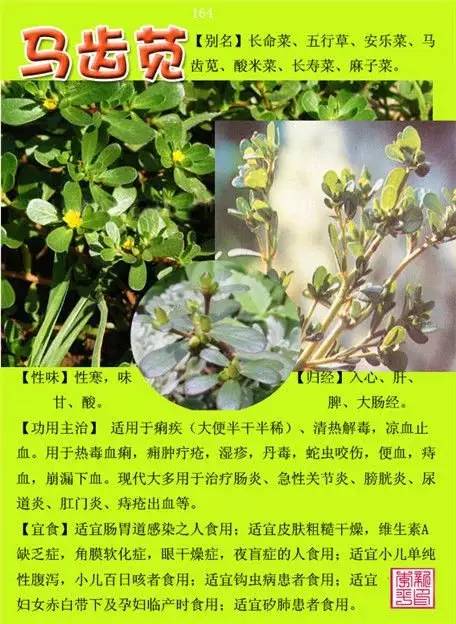 164
马齿苋
【别名】长命菜、五行草、安乐菜、马
齿苋、酸米菜、长寿菜、麻子菜。
【性味】性寒，味
甘、酸。
【归经】入心、肝、
脾、大肠经。
【功用主治】 适用于痢疾（大便半干半稀）、清热解毒，凉血止
血。用于热毒血痢，痈肿疔疮，湿疹，丹毒，蛇虫咬伤，便血，痔
血，崩漏下血。现代大多用于治疗肠炎、急性关节炎、膀胱炎、尿
道炎、肛门炎、痔疮出血等。
【宜食】适宜肠胃道感染之人食用；适宜皮肤粗糙干燥，维生素A
缺乏症，角膜软化症，眼干燥症，夜盲症的人食用；适宜小儿单纯
性腹泻，小儿百日咳者食用；适宜钩虫病患者食用；适宜
妇女赤白带下及孕妇临产时食用；适宜矽肺患者食用。